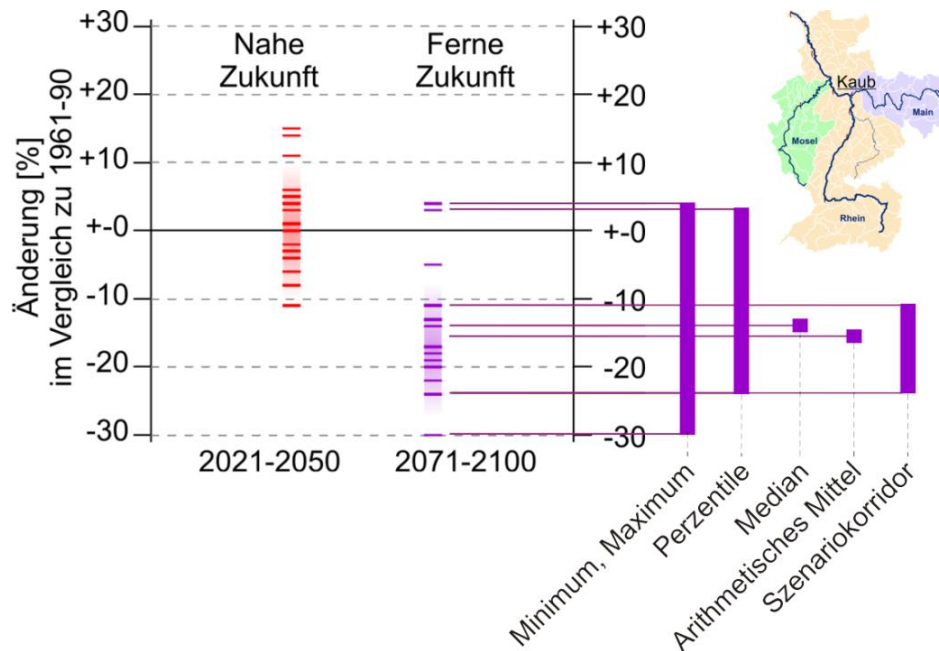 Änderung [%]
im Vergleich zu 1961-90
+30
+20
+10
+-0
-10
-20
-30
Nahe
Zukunft
Ferne
Zukunft
2021-2050
2071-2100
+30
+20
+10
+-0
-10
-20
-30
Minimum, Maximum
Perzentile
Median
Arithmetisches Mittel
Szenariokorridor
Kaub
Main
Mosel
Rhein